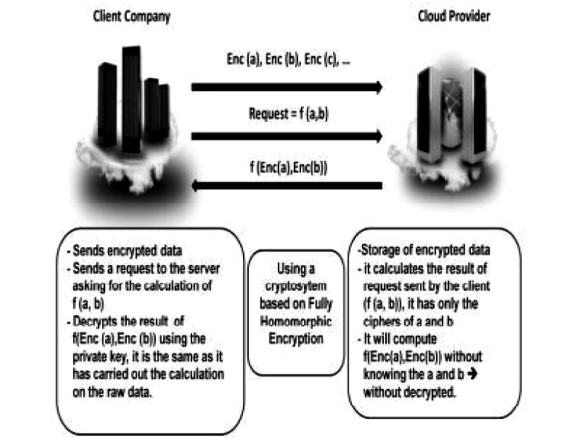 Client Company
Cloud Provider
Enc (a), Enc (b), Enc (c), ...
Request = f (a,b)
f (Enc(a),Enc(b))
- Sends encrypted data
- Sends a request to the server
asking for the calculation of
f (a, b)
- Decrypts the result of
f(Enc (a),Enc (b)) using the
private key, it is the same as it
has carried out the calculation
on the raw data.
Using a
cryptosytem
based on Fully
Homomorphic
Encryption
-Storage of encrypted data
- it calculates the result of
request sent by the client
(f (a, b)), it has only the
ciphers of a and b
- It will compute
f(Enc(a),Enc(b)) without
knowing the a and b ➔
without decrypted.